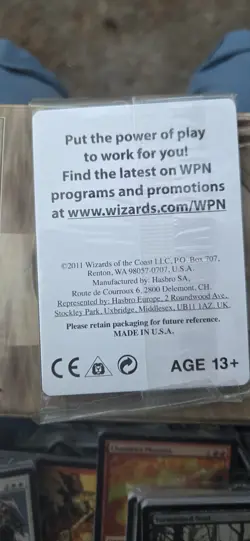 Put the power of play
to work for you!
Find the latest on WPN
programs and promotions
at www.wizards.com/WPN
©2011 Wizards of the Coast LLC, P.O. Box 707,
Renton, WA 98057-0707, U.S.A.
Manufactured by: Hasbro SA,
Route de Courroux 6, 2800 Delemont, CH.
Represented by: Hasbro Europe, 2 Roundwood Ave,
Stockley Park, Uxbridge, Middlesex, UB11 1AZ, UK.
Please retain packaging for future reference.
MADE IN U.S.A.
CE
AGE 13+